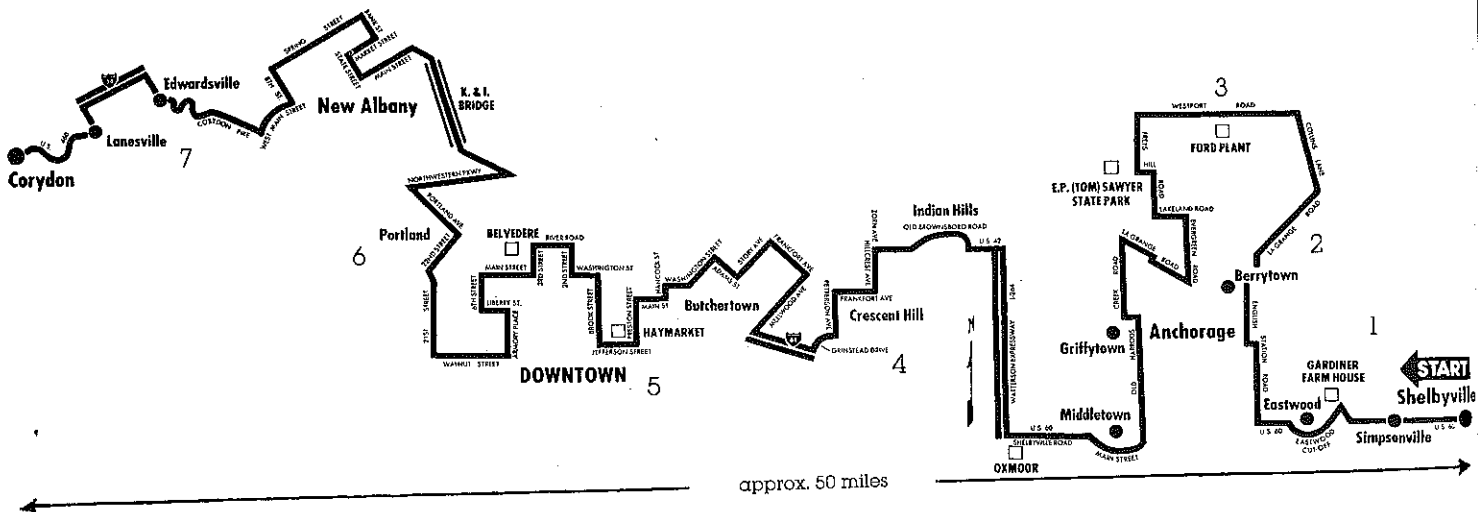 START
Shelbyville
U.S. 60
Simpsonville
GARDINER
FARM HOUSE
1
Eastwood
EASTWOOD
CUT-OFF
U.S. 60
ENGLISH
STATION
ROAD
Berrytown
2
LA GRANGE ROAD
COLLINS LANE
3
WESTPORT ROAD
FORD PLANT
FREYS
HILL
ROAD
E.P. (TOM) SAWYER
STATE PARK
LAKELAND ROAD
EVERGREEN ROAD
LA GRANGE ROAD
Anchorage
OLD HARRODS CREEK ROAD
Griffytown
Middletown
MAIN STREET
U.S. 60
SHELBYVILLE ROAD
OXMOOR
WATTERSON EXPRESSWAY I-264
U.S. 42
Indian Hills
OLD BROWNSBORO ROAD
ZORN AVE
HILLCREST AVE
FRANKFORT AVE
Crescent Hill
PETERSON AVE
GRINSTEAD DRIVE
4
MELLWOOD AVE
FRANKFORT AVE
STORY AVE
ADAMS ST
WASHINGTON STREET
Butchertown
HANCOCK ST
MAIN ST
PRESTON STREET
HAYMARKET
JEFFERSON STREET
BROOK STREET
WASHINGTON ST
2ND STREET
RIVER ROAD
3RD STREET
BELVEDERE
MAIN STREET
6TH STREET
LIBERTY ST.
ARMORY PLACE
DOWNTOWN
5
WALNUT STREET
21ST STREET
22ND STREET
Portland
6
PORTLAND AVE
NORTHWESTERN PKWY
K. & I.
BRIDGE
MAIN STREET
STATE STREET
MARKET STREET
BANK ST
SPRING STREET
New Albany
8TH ST.
WEST MAIN STREET
CORYDON PIKE
Edwardsville
Lanesville
7
U.S. 460
Corydon
approx. 50 miles